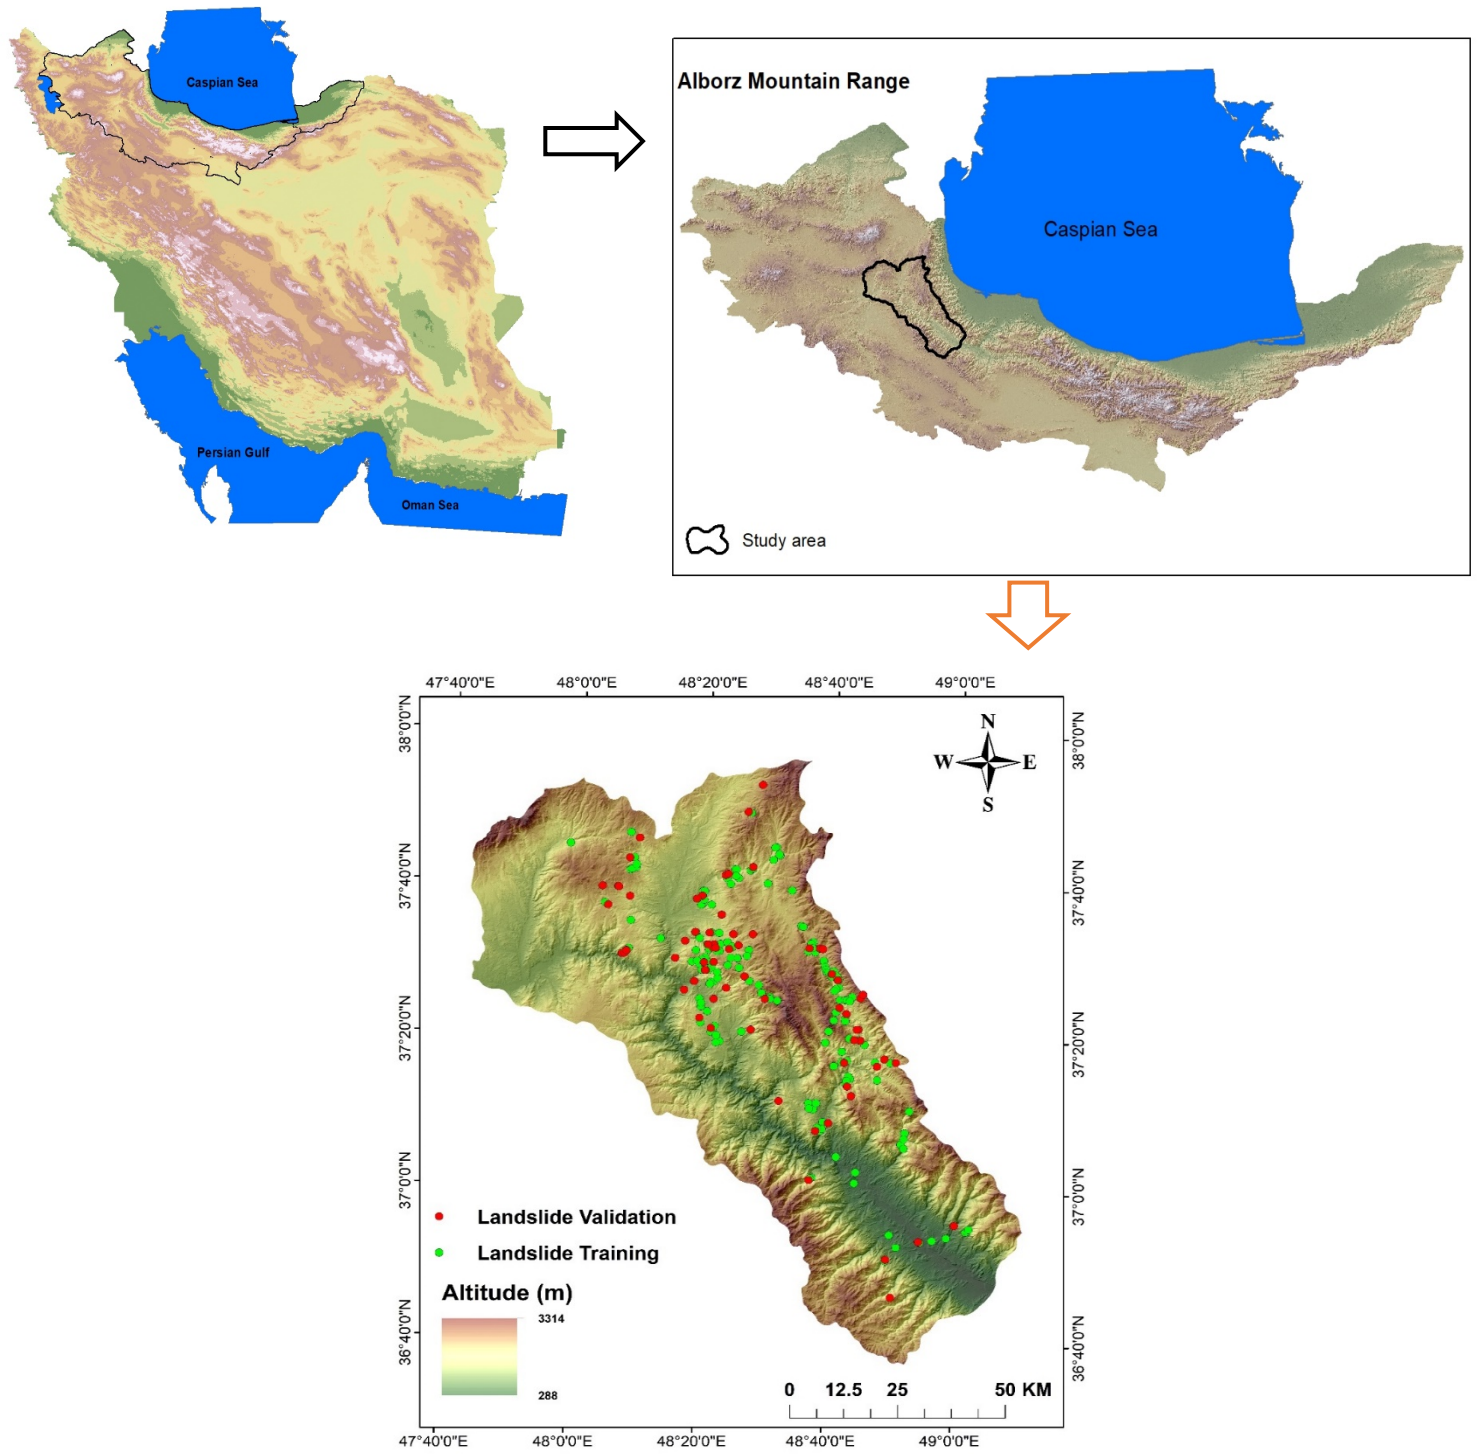 Caspian Sea
Persian Gulf
Oman Sea
Alborz Mountain Range
Caspian Sea
Study area
47°40'0"E 48°0'0"E 48°20'0"E 48°40'0"E 49°0'0"E
38°0'0"N
37°40'0"N
37°20'0"N
37°0'0"N
36°40'0"N
N
W E
S
38°0'0"N
37°40'0"N
37°20'0"N
37°0'0"N
36°40'0"N
Landslide Validation
Landslide Training
Altitude (m)
3314
288
0 12.5 25 50 KM
47°40'0"E 48°0'0"E 48°20'0"E 48°40'0"E 49°0'0"E